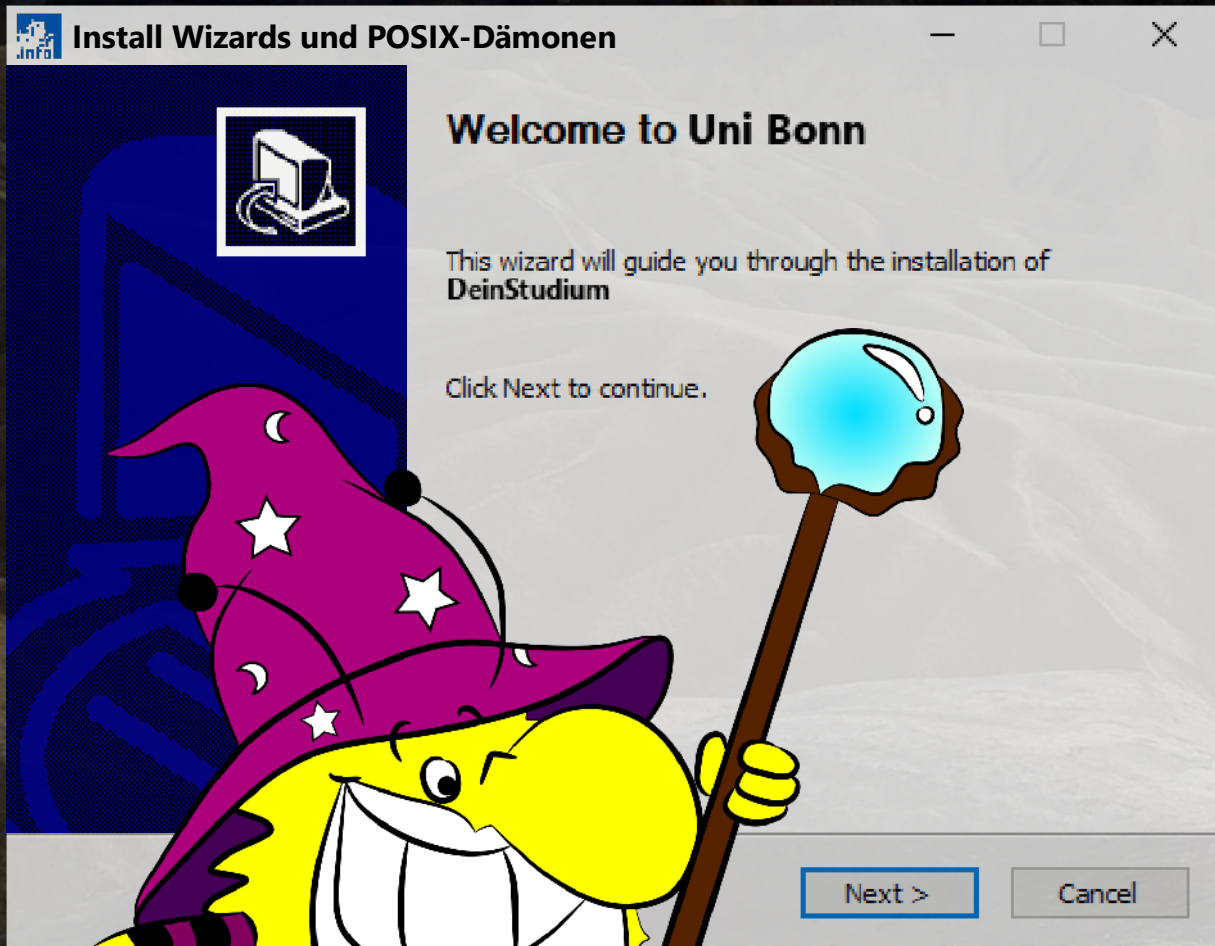 .info
Install Wizards und POSIX-Dämonen
Welcome to Uni Bonn
This wizard will guide you through the installation of
DeinStudium
Click Next to continue.
Next >
Cancel